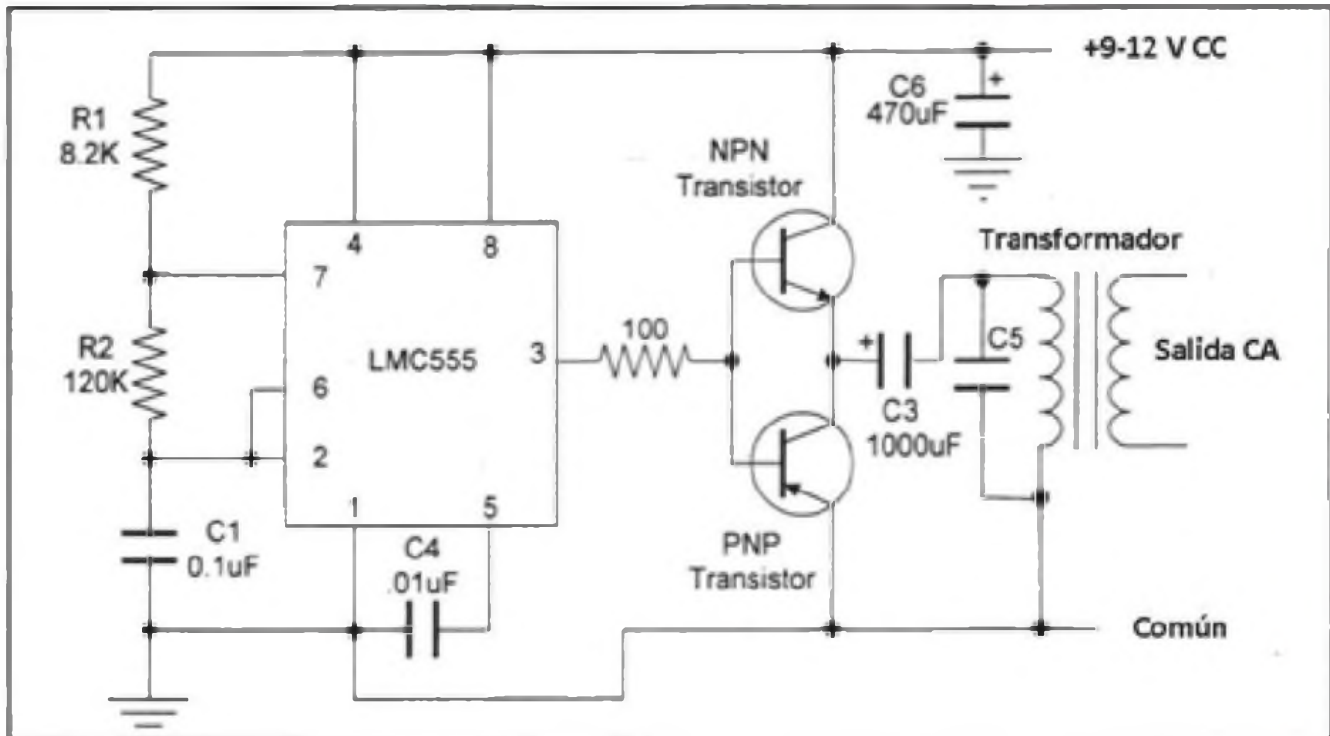 +9-12 V CC
R1
8.2K
C6
470uF
+
NPN
Transistor
4
8
Transformador
7
R2
120K
LMC555
3
100
6
+
C5
Salida CA
2
C3
1000uF
1
5
C1
0.1uF
C4
.01uF
PNP
Transistor
Común